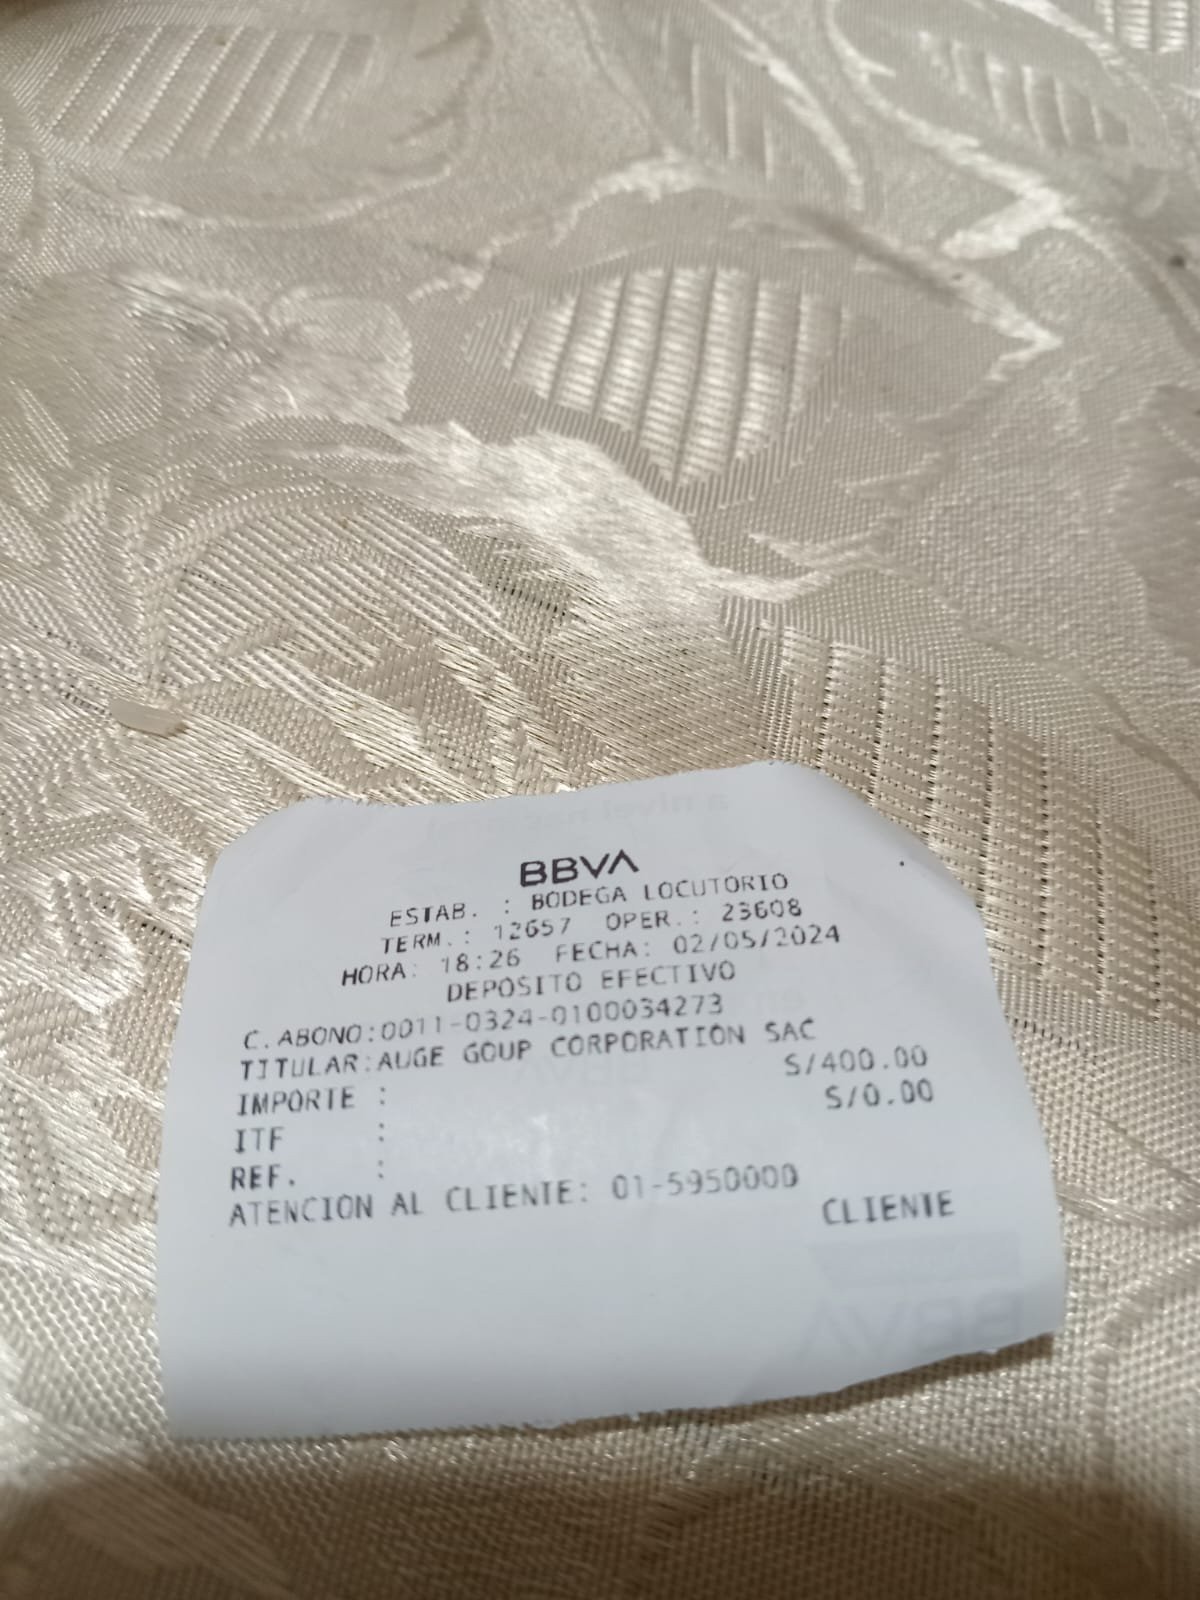 BBVA
ESTAB. : BODEGA LOCUTORIO
TERM.: 12657 OPER.: 23608
HORA: 18:26 FECHA: 02/05/2024
DEPOSITO EFECTIVO
C. ABONO:0011-0324-0100034273
TITULAR:AUGE GOUP CORPORATION SAC
IMPORTE : S/400.00
ITF : S/0.00
REF. :
ATENCION AL CLIENTE: 01-5950000
CLIENTE